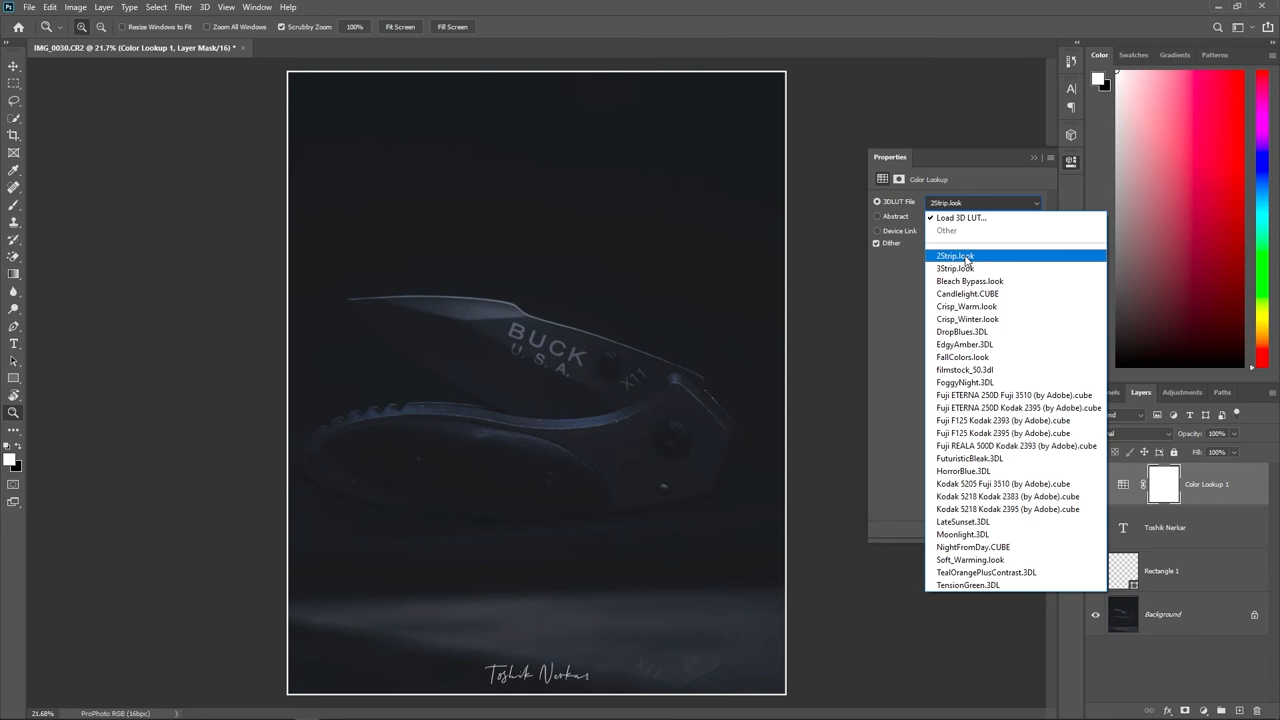 Ps File Edit Image Layer Type Select Filter 3D View Window Help
Resize Windows to Fit Zoom All Windows Scrubby Zoom 100% Fit Screen Fill Screen
IMG_0030.CR2 @ 21.7% (Color Lookup 1, Layer Mask/16) *
Color Swatches Gradients Patterns
BUCK
U. S. A.
X11
Toshik Nerkar
Properties
Color Lookup
3DLUT File 2Strip.look
Abstract
Device Link
Dither
Load 3D LUT...
Other
2Strip.look
3Strip.look
Bleach Bypass.look
Candlelight.CUBE
Crisp_Warm.look
Crisp_Winter.look
DropBlues.3DL
EdgyAmber.3DL
FallColors.look
filmstock_50.3dl
FoggyNight.3DL
Fuji ETERNA 250D Fuji 3510 (by Adobe).cube
Fuji ETERNA 250D Kodak 2395 (by Adobe).cube
Fuji F125 Kodak 2393 (by Adobe).cube
Fuji F125 Kodak 2395 (by Adobe).cube
Fuji REALA 500D Kodak 2393 (by Adobe).cube
FuturisticBleak.3DL
HorrorBlue.3DL
Kodak 5205 Fuji 3510 (by Adobe).cube
Kodak 5218 Kodak 2383 (by Adobe).cube
Kodak 5218 Kodak 2395 (by Adobe).cube
LateSunset.3DL
Moonlight.3DL
NightFromDay.CUBE
Soft_Warming.look
TealOrangePlusContrast.3DL
TensionGreen.3DL
Layers Adjustments Paths
Opacity: 100%
Fill: 100%
Color Lookup 1
Toshik Nerkar
Rectangle 1
Background
21.68% ProPhoto RGB (16bpc)